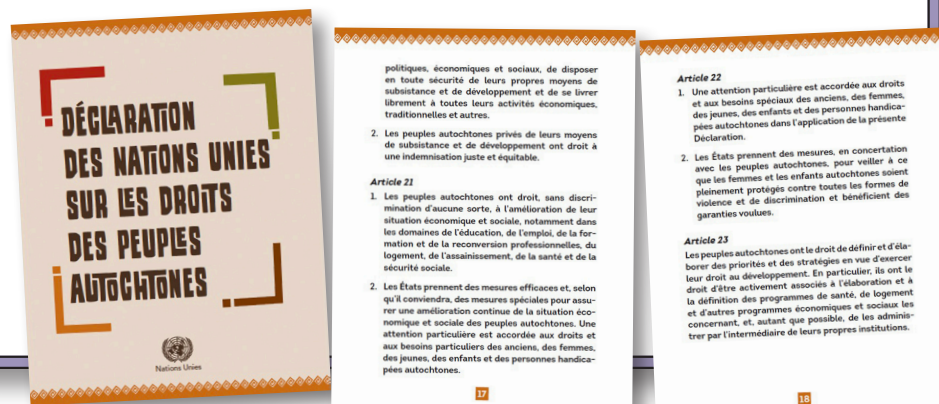 DÉCLARATION
DES NATIONS UNIES
SUR LES DROITS
DES PEUPLES
AUTOCHTONES
Nations Unies
politiques, économiques et sociaux, de disposer
en toute sécurité de leurs propres moyens de
subsistance et de développement et de se livrer
librement à toutes leurs activités économiques,
traditionnelles et autres.
2. Les peuples autochtones privés de leurs moyens
de subsistance et de développement ont droit à
une indemnisation juste et équitable.
Article 21
1. Les peuples autochtones ont droit, sans discri-
mination d'aucune sorte, à l'amélioration de leur
situation économique et sociale, notamment dans
les domaines de l'éducation, de l'emploi, de la for-
mation et de la reconversion professionnelles, du
logement, de l'assainissement, de la santé et de la
sécurité sociale.
2. Les États prennent des mesures efficaces et, selon
qu'il conviendra, des mesures spéciales pour assu-
rer une amélioration continue de la situation éco-
nomique et sociale des peuples autochtones. Une
attention particulière est accordée aux droits et
aux besoins particuliers des anciens, des femmes,
des jeunes, des enfants et des personnes handica-
pées autochtones.
17
Article 22
1. Une attention particulière est accordée aux droits
et aux besoins spéciaux des anciens, des femmes,
des jeunes, des enfants et des personnes handica-
pées autochtones dans l'application de la présente
Déclaration.
2. Les États prennent des mesures, en concertation
avec les peuples autochtones, pour veiller à ce
que les femmes et les enfants autochtones soient
pleinement protégés contre toutes les formes de
violence et de discrimination et bénéficient des
garanties voulues.
Article 23
Les peuples autochtones ont le droit de définir et d'éla-
borer des priorités et des stratégies en vue d'exercer
leur droit au développement. En particulier, ils ont le
droit d'être activement associés à l'élaboration et à
la définition des programmes de santé, de logement
et d'autres programmes économiques et sociaux les
concernant, et, autant que possible, de les adminis-
trer par l'intermédiaire de leurs propres institutions.
18